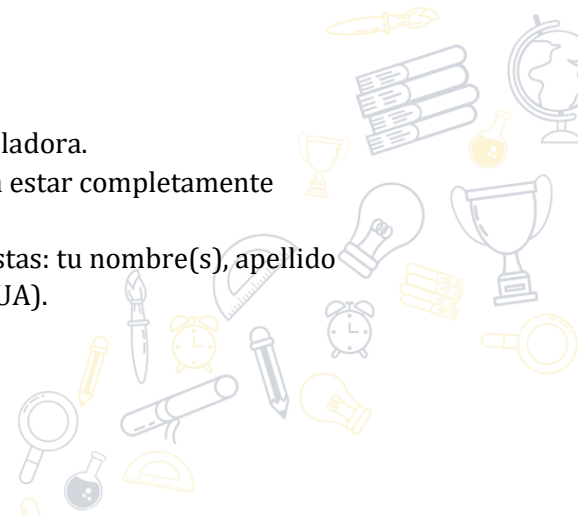 ladora.
estar completamente
stas: tu nombre(s), apellido
UA).